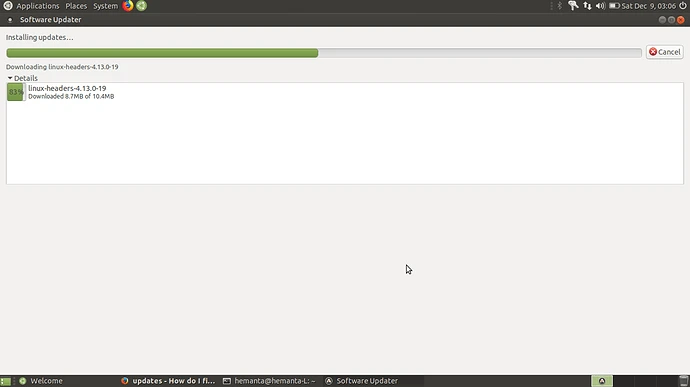 Applications Places System Sat Dec 9, 03:06
Software Updater
Installing updates…
Cancel
Downloading linux-headers-4.13.0-19
Details
83%
linux-headers-4.13.0-19
Downloaded 8.7MB of 10.4MB
Welcome updates - How do I fi... hemanta@hemanta-L: ~ Software Updater